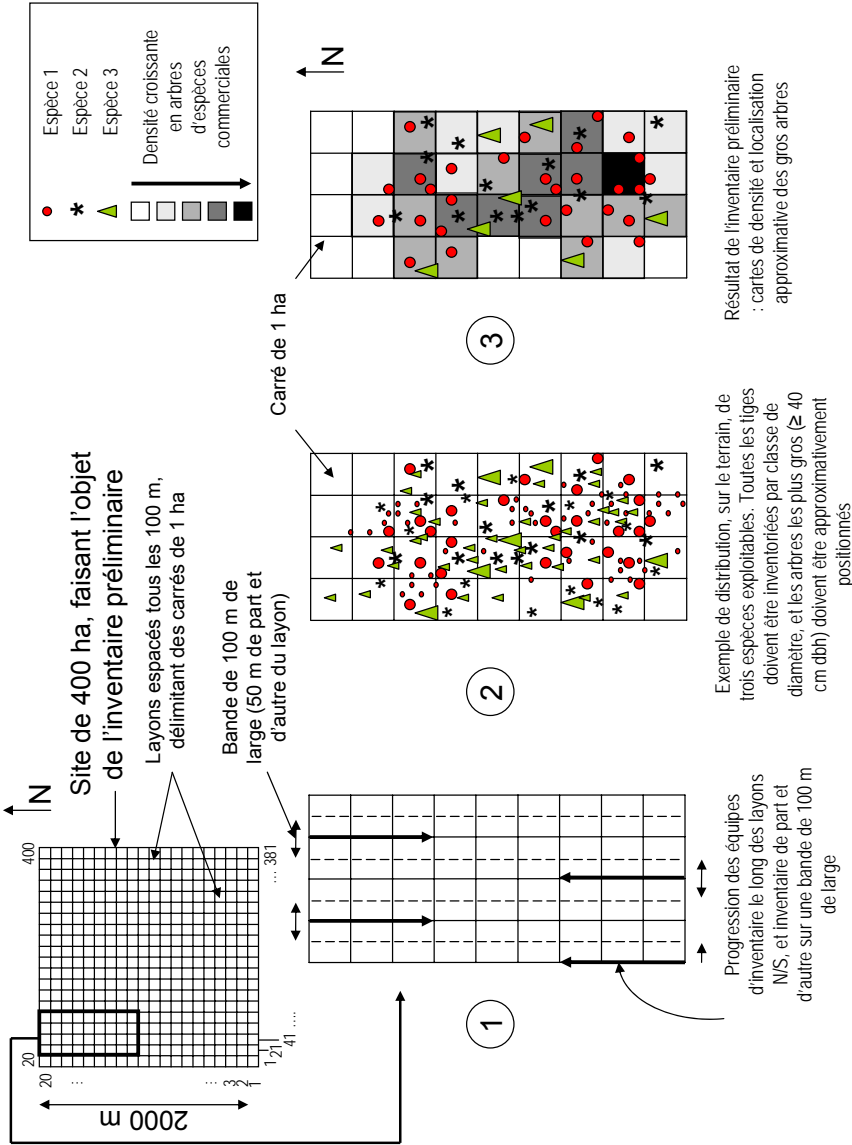 N
Site de 400 ha, faisant l'objet
de l'inventaire préliminaire
Layons espacés tous les 100 m,
délimitant des carrés de 1 ha
Bande de 100 m de
large (50 m de part et
d'autre du layon)
20
400
20
:
:
3
2
1
1
21
41 ....
... 381
2000 m
Espèce 1
Espèce 2
Espèce 3
Densité croissante
en arbres
d'espèces
commerciales
Carré de 1 ha
N
1
2
3
Progression des équipes
d'inventaire le long des layons
N/S, et inventaire de part et
d'autre sur une bande de 100 m
de large
Exemple de distribution, sur le terrain, de
trois espèces exploitables. Toutes les tiges
doivent être inventoriées par classe de
diamètre, et les arbres les plus gros (≥ 40
cm dbh) doivent être approximativement
positionnés
Résultat de l'inventaire préliminaire
: cartes de densité et localisation
approximative des gros arbres